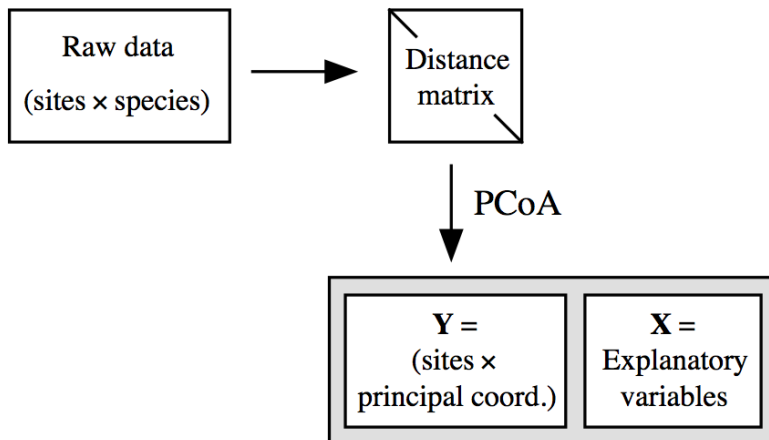 Raw data
(sites × species)
Distance
matrix
PCoA
Y =
(sites ×
principal coord.)
X =
Explanatory
variables